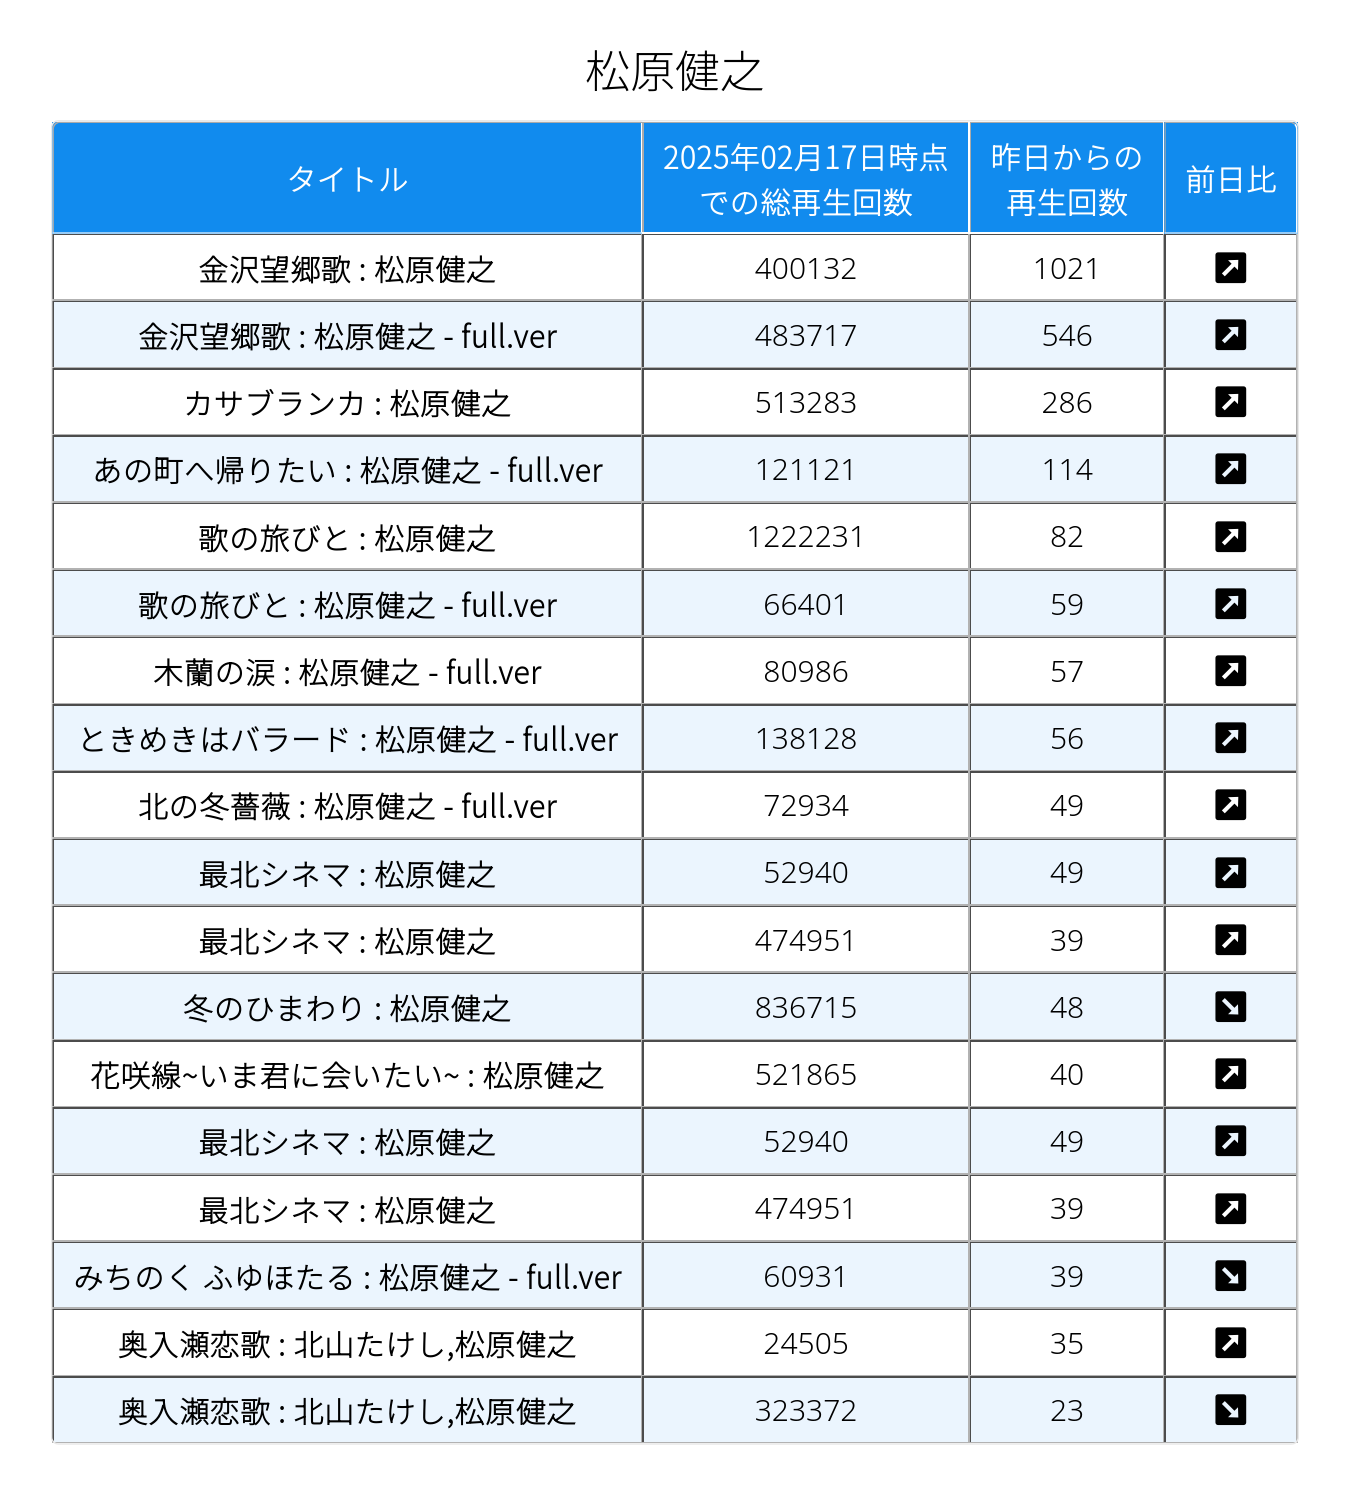 松原健之
タイトル 2025年02月17日時点 昨日からの 前日比
での総再生回数 再生回数
金沢望郷歌 : 松原健之 400132 1021 ↗
金沢望郷歌 : 松原健之 - full.ver 483717 546 ↗
カサブランカ : 松原健之 513283 286 ↗
あの町へ帰りたい : 松原健之 - full.ver 121121 114 ↗
歌の旅びと : 松原健之 1222231 82 ↗
歌の旅びと : 松原健之 - full.ver 66401 59 ↗
木蘭の涙 : 松原健之 - full.ver 80986 57 ↗
ときめきはバラード : 松原健之 - full.ver 138128 56 ↗
北の冬薔薇 : 松原健之 - full.ver 72934 49 ↗
最北シネマ : 松原健之 52940 49 ↗
最北シネマ : 松原健之 474951 39 ↗
冬のひまわり : 松原健之 836715 48 ↘
花咲線~いま君に会いたい~ : 松原健之 521865 40 ↗
最北シネマ : 松原健之 52940 49 ↗
最北シネマ : 松原健之 474951 39 ↗
みちのく ふゆほたる : 松原健之 - full.ver 60931 39 ↘
奥入瀬恋歌 : 北山たけし,松原健之 24505 35 ↗
奥入瀬恋歌 : 北山たけし,松原健之 323372 23 ↘